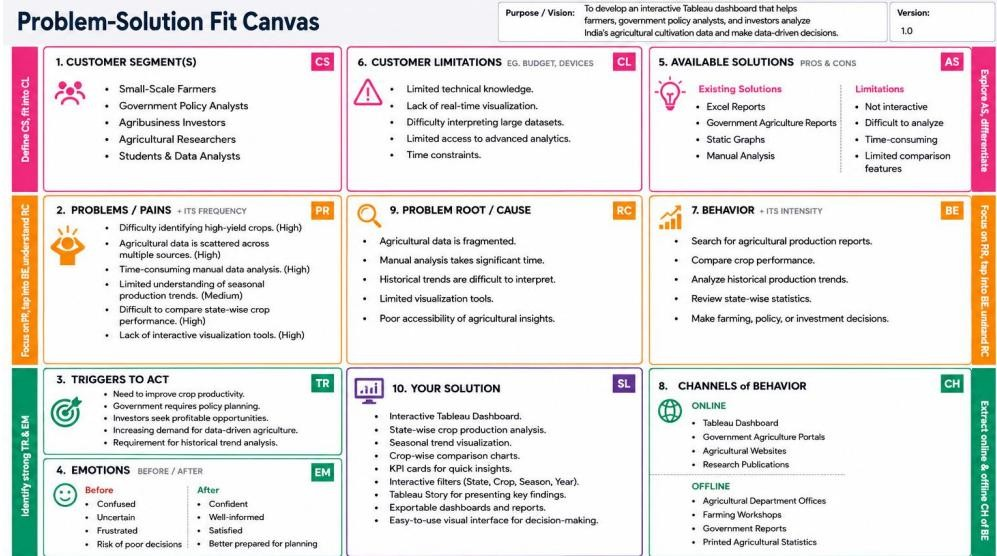 Problem-Solution Fit Canvas
Purpose / Vision:
To develop an interactive Tableau dashboard that helps
farmers, government policy analysts, and investors analyze
India's agricultural cultivation data and make data-driven decisions.
Version:
1.0
Define CS, fit into CL
1. CUSTOMER SEGMENT(S)
CS
• Small-Scale Farmers
• Government Policy Analysts
• Agribusiness Investors
• Agricultural Researchers
• Students & Data Analysts
6. CUSTOMER LIMITATIONS EG. BUDGET, DEVICES
CL
• Limited technical knowledge.
• Lack of real-time visualization.
• Difficulty interpreting large datasets.
• Limited access to advanced analytics.
• Time constraints.
5. AVAILABLE SOLUTIONS PROS & CONS
AS
Existing Solutions
• Excel Reports
• Government Agriculture Reports
• Static Graphs
• Manual Analysis
Limitations
• Not interactive
• Difficult to analyze
• Time-consuming
• Limited comparison
features
Explore AS, differentiate
Focus on PR, tap into BE, understand RC
2. PROBLEMS / PAINS + ITS FREQUENCY
PR
• Difficulty identifying high-yield crops. (High)
• Agricultural data is scattered across
multiple sources. (High)
• Time-consuming manual data analysis. (High)
• Limited understanding of seasonal
production trends. (Medium)
• Difficult to compare state-wise crop
performance. (High)
• Lack of interactive visualization tools. (High)
9. PROBLEM ROOT / CAUSE
RC
• Agricultural data is fragmented.
• Manual analysis takes significant time.
• Historical trends are difficult to interpret.
• Limited visualization tools.
• Poor accessibility of agricultural insights.
7. BEHAVIOR + ITS INTENSITY
BE
• Search for agricultural production reports.
• Compare crop performance.
• Analyze historical production trends.
• Review state-wise statistics.
• Make farming, policy, or investment decisions.
Focus on RR, tap into BE,
Identify strong TR & EM
3. TRIGGERS TO ACT
TR
• Need to improve crop productivity.
• Government requires policy planning.
• Investors seek profitable opportunities.
• Increasing demand for data-driven agriculture.
• Requirement for historical trend analysis.
4. EMOTIONS BEFORE / AFTER
EM
Before
• Confused
• Uncertain
• Frustrated
• Risk of poor decisions
After
• Confident
• Well-informed
• Satisfied
• Better prepared for planning
10. YOUR SOLUTION
SL
• Interactive Tableau Dashboard.
• State-wise crop production analysis.
• Seasonal trend visualization.
• Crop-wise comparison charts.
• KPI cards for quick insights.
• Interactive filters (State, Crop, Season, Year).
• Tableau Story for presenting key findings.
• Exportable dashboards and reports.
• Easy-to-use visual interface for decision-making.
8. CHANNELS of BEHAVIOR
CH
ONLINE
• Tableau Dashboard
• Government Agriculture Portals
• Agricultural Websites
• Research Publications
OFFLINE
• Agricultural Department Offices
• Farming Workshops
• Government Reports
• Printed Agricultural Statistics
Extract online & offline CH of BE